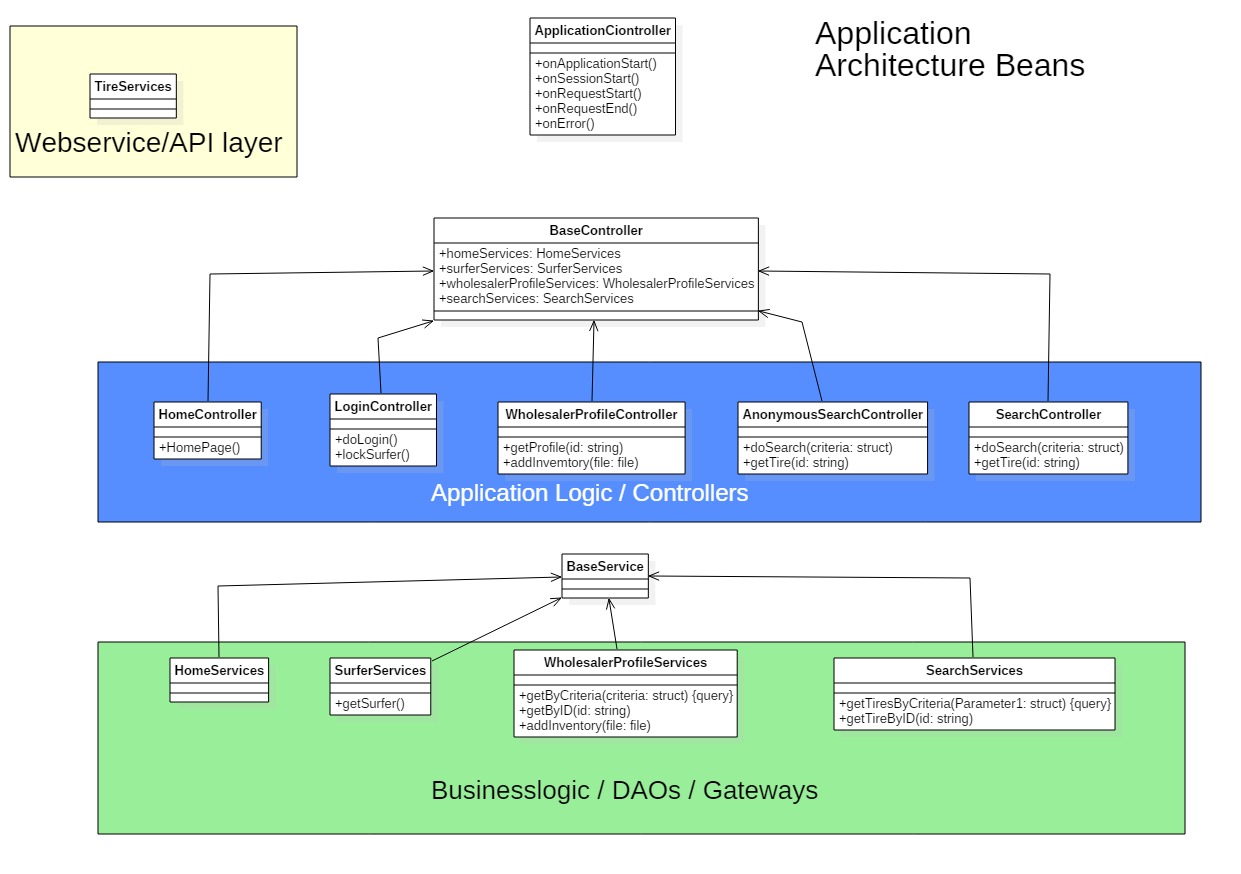 ApplicationCiontroller
+onApplicationStart()
+onSessionStart()
+onRequestStart()
+onRequestEnd()
+onError()
Application
Architecture Beans
TireServices
Webservice/API layer
BaseController
+homeServices: HomeServices
+surferServices: SurferServices
+wholesalerProfileServices: WholesalerProfileServices
+searchServices: SearchServices
HomeController
+HomePage()
LoginController
+doLogin()
+lockSurfer()
WholesalerProfileController
+getProfile(id: string)
+addInvemtory(file: file)
AnonymousSearchController
+doSearch(criteria: struct)
+getTire(id: string)
SearchController
+doSearch(criteria: struct)
+getTire(id: string)
Application Logic / Controllers
BaseService
HomeServices
SurferServices
+getSurfer()
WholesalerProfileServices
+getByCriteria(criteria: struct) {query}
+getByID(id: string)
+addInventory(file: file)
SearchServices
+getTiresByCriteria(Parameter1: struct) {query}
+getTireByID(id: string)
Businesslogic / DAOs / Gateways